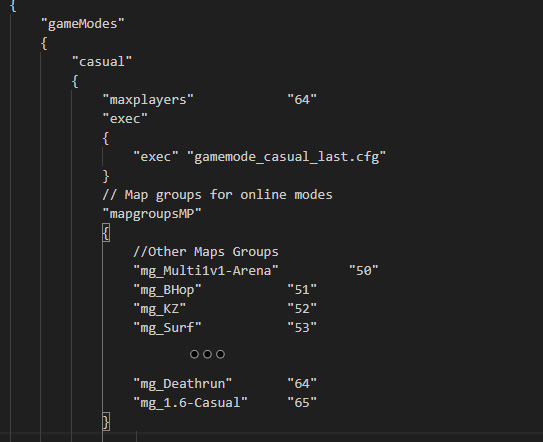 {
"gameModes"
{
"casual"
{
"maxplayers" "64"
"exec"
{
"exec" "gamemode_casual_last.cfg"
}
// Map groups for online modes
"mapgroupsMP"
{
//Other Maps Groups
"mg_Multi1v1-Arena" "50"
"mg_BHop" "51"
"mg_KZ" "52"
"mg_Surf" "53"
○○○
"mg_Deathrun" "64"
"mg_1.6-Casual" "65"
}